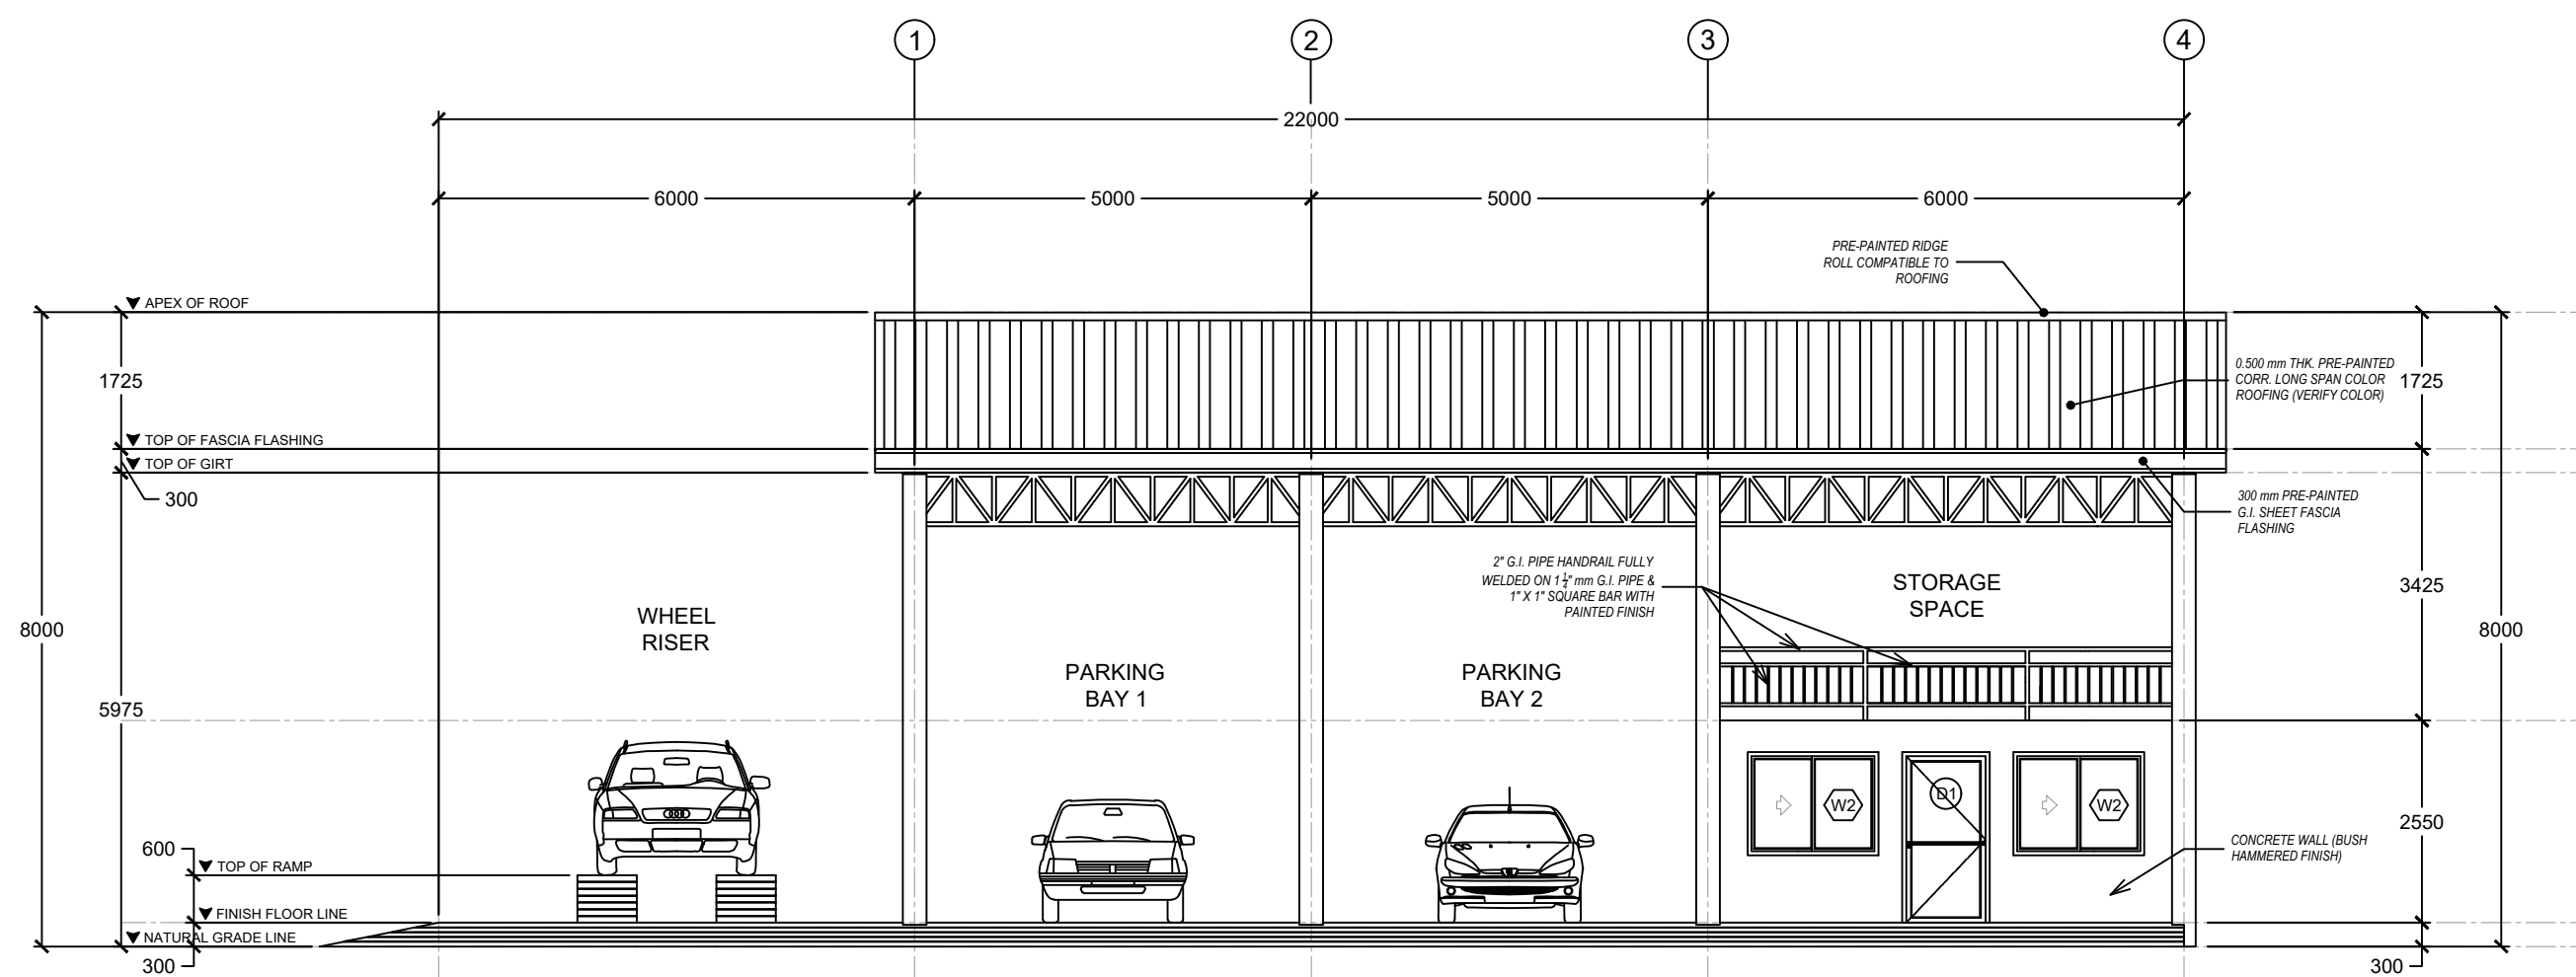 1
2
3
4
22000
6000
5000
5000
6000
PRE-PAINTED RIDGE
ROLL COMPATIBLE TO
ROOFING
APEX OF ROOF
1725
0.500 mm THK. PRE-PAINTED
CORR. LONG SPAN COLOR
ROOFING (VERIFY COLOR)
1725
TOP OF FASCIA FLASHING
TOP OF GIRT
300
300 mm PRE-PAINTED
G.I. SHEET FASCIA
FLASHING
2" G.I. PIPE HANDRAIL FULLY
WELDED ON 1 1/4" mm G.I. PIPE &
1" X 1" SQUARE BAR WITH
PAINTED FINISH
STORAGE
SPACE
3425
8000
WHEEL
RISER
8000
PARKING
BAY 1
PARKING
BAY 2
5975
D1
W2
W2
2550
CONCRETE WALL (BUSH
HAMMERED FINISH)
600
TOP OF RAMP
FINISH FLOOR LINE
NATURAL GRADE LINE
300
300